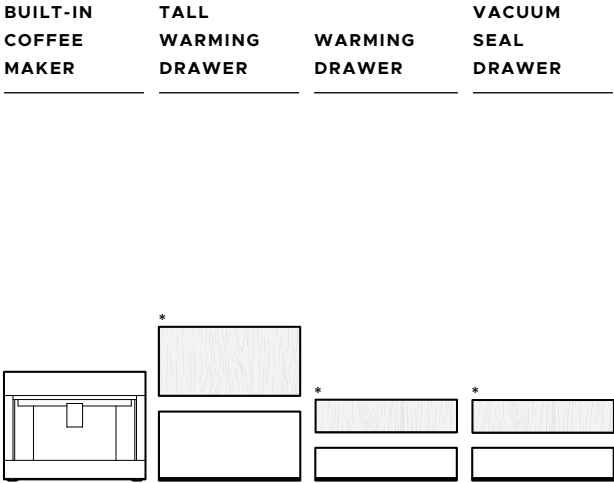 BUILT-IN
COFFEE
MAKER
TALL
WARMING
DRAWER
WARMING
DRAWER
VACUUM
SEAL
DRAWER
*
*
*